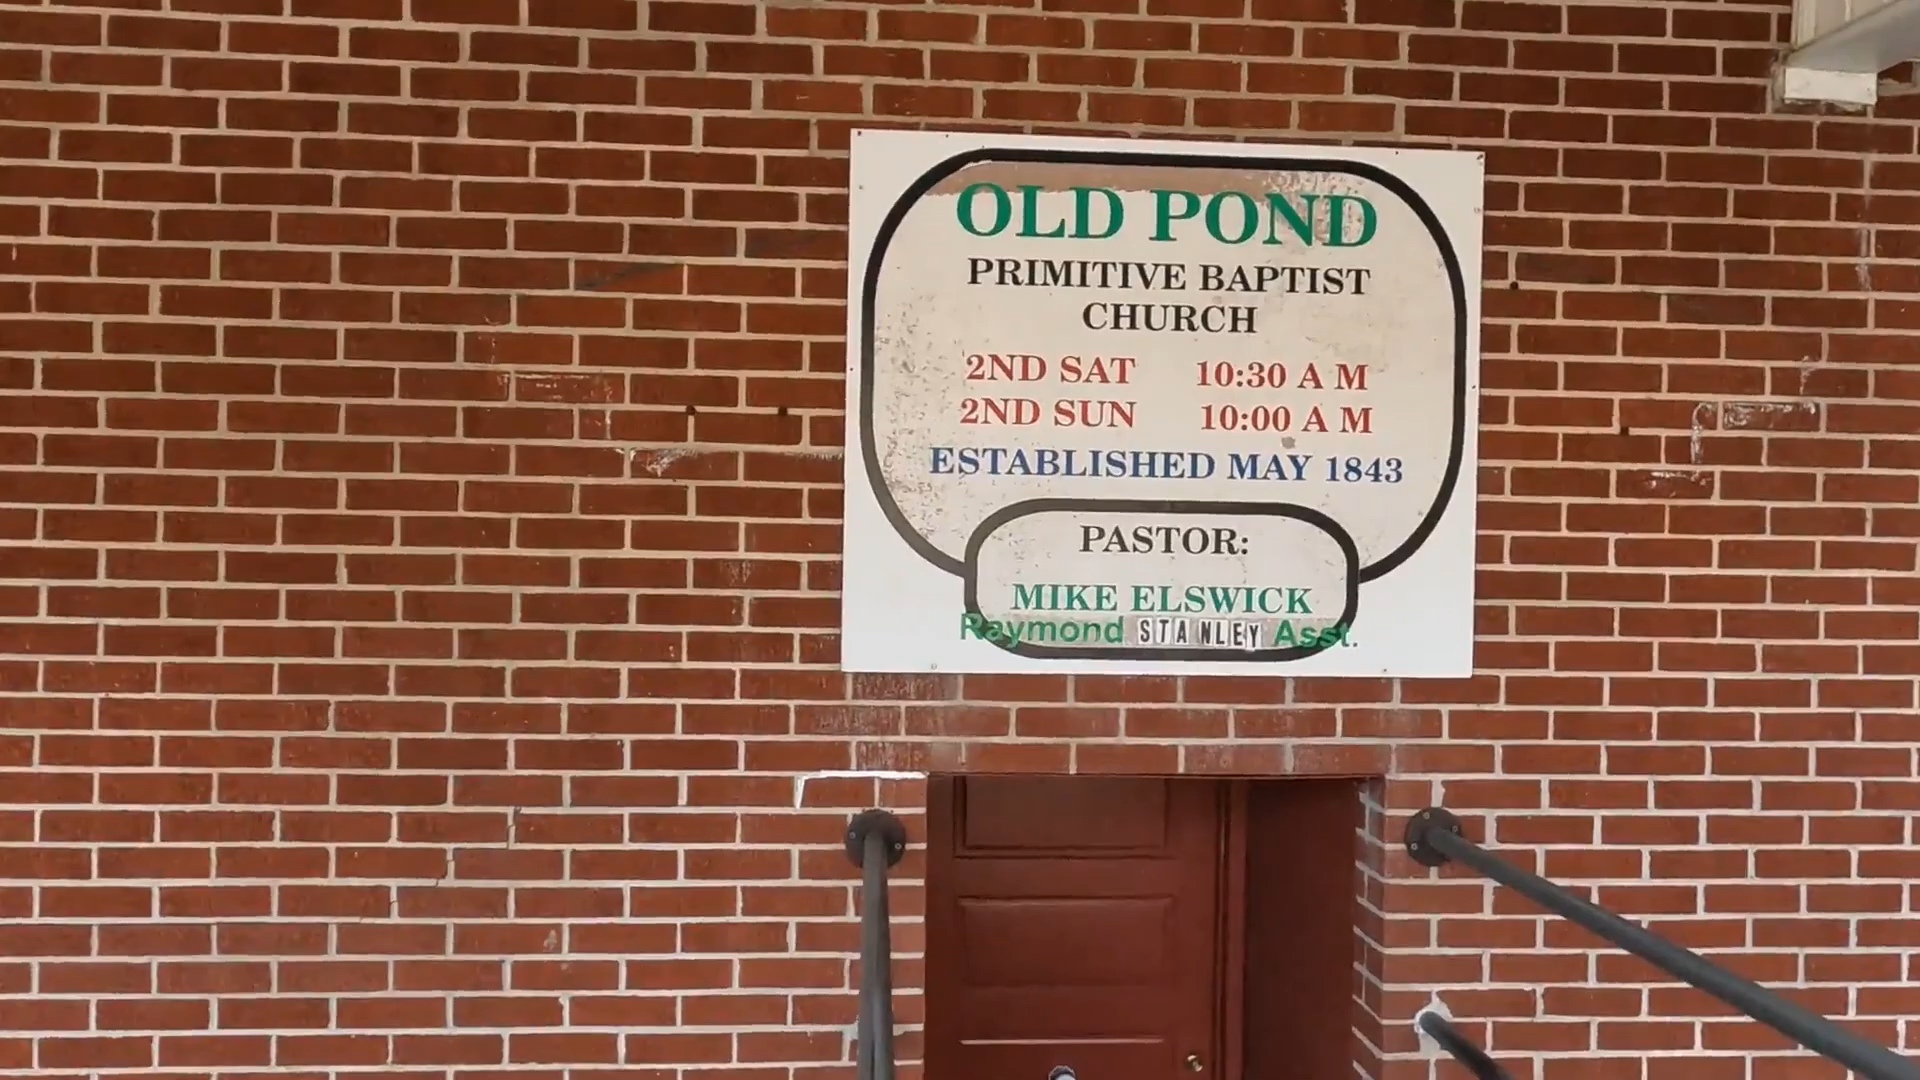 OLD POND
PRIMITIVE BAPTIST
CHURCH
2ND SAT 10:30 A M
2ND SUN 10:00 A M
ESTABLISHED MAY 1843
PASTOR:
MIKE ELSWICK
Raymond STANLEY Asst.